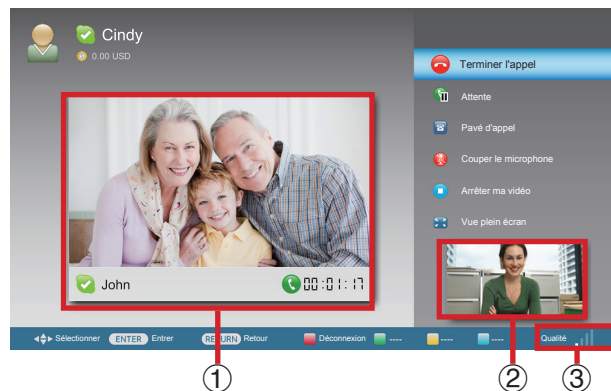 Cindy
0.00 USD
Terminer l'appel
Attente
Pavé d'appel
Couper le microphone
Arrêter ma vidéo
Vue plein écran
John 00:01:17
Sélectionner ENTER Entrer RETURN Retour Déconnexion ---- ---- ---- Qualité
① ② ③